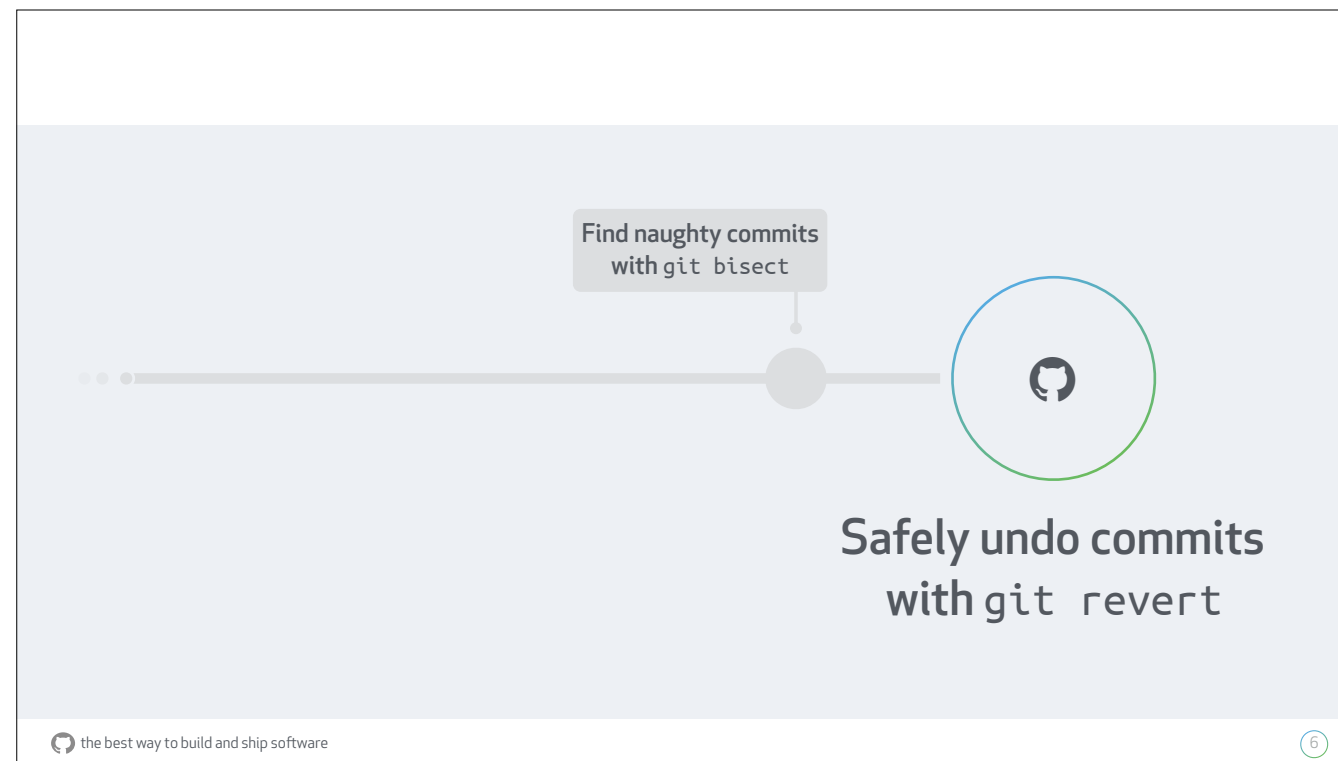 Find naughty commits
with git bisect
Safely undo commits
with git revert
the best way to build and ship software
6